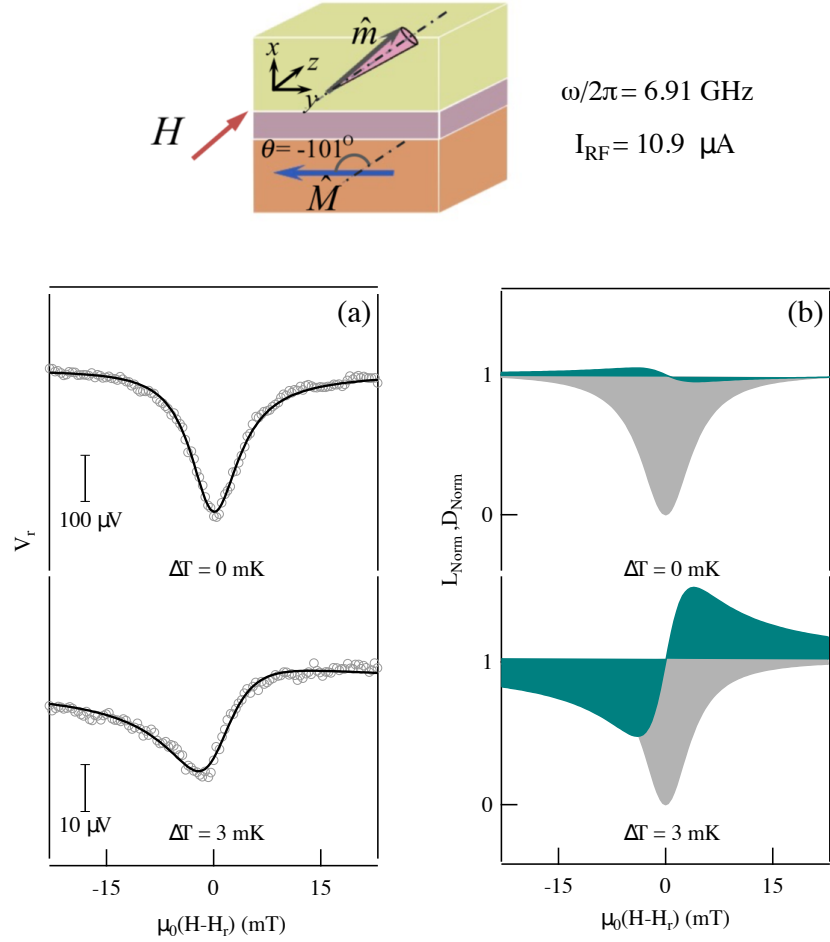 x
z
y
m̂
H
θ= -101°
M̂
ω/2π = 6.91 GHz
I_RF = 10.9 μA
(a)
100 μV
ΔT = 0 mK
V_r
10 μV
ΔT = 3 mK
-15 0 15
μ₀(H-H_r) (mT)
(b)
1
0
ΔT = 0 mK
L_Norm ,D_Norm
1
0
ΔT = 3 mK
-15 0 15
μ₀(H-H_r) (mT)